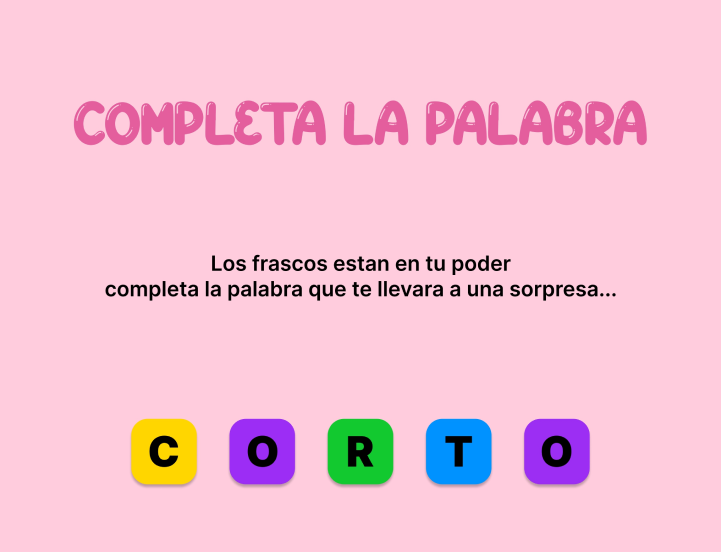 COMPLETA LA PALABRA
Los frascos estan en tu poder
completa la palabra que te llevara a una sorpresa...
C O R T O